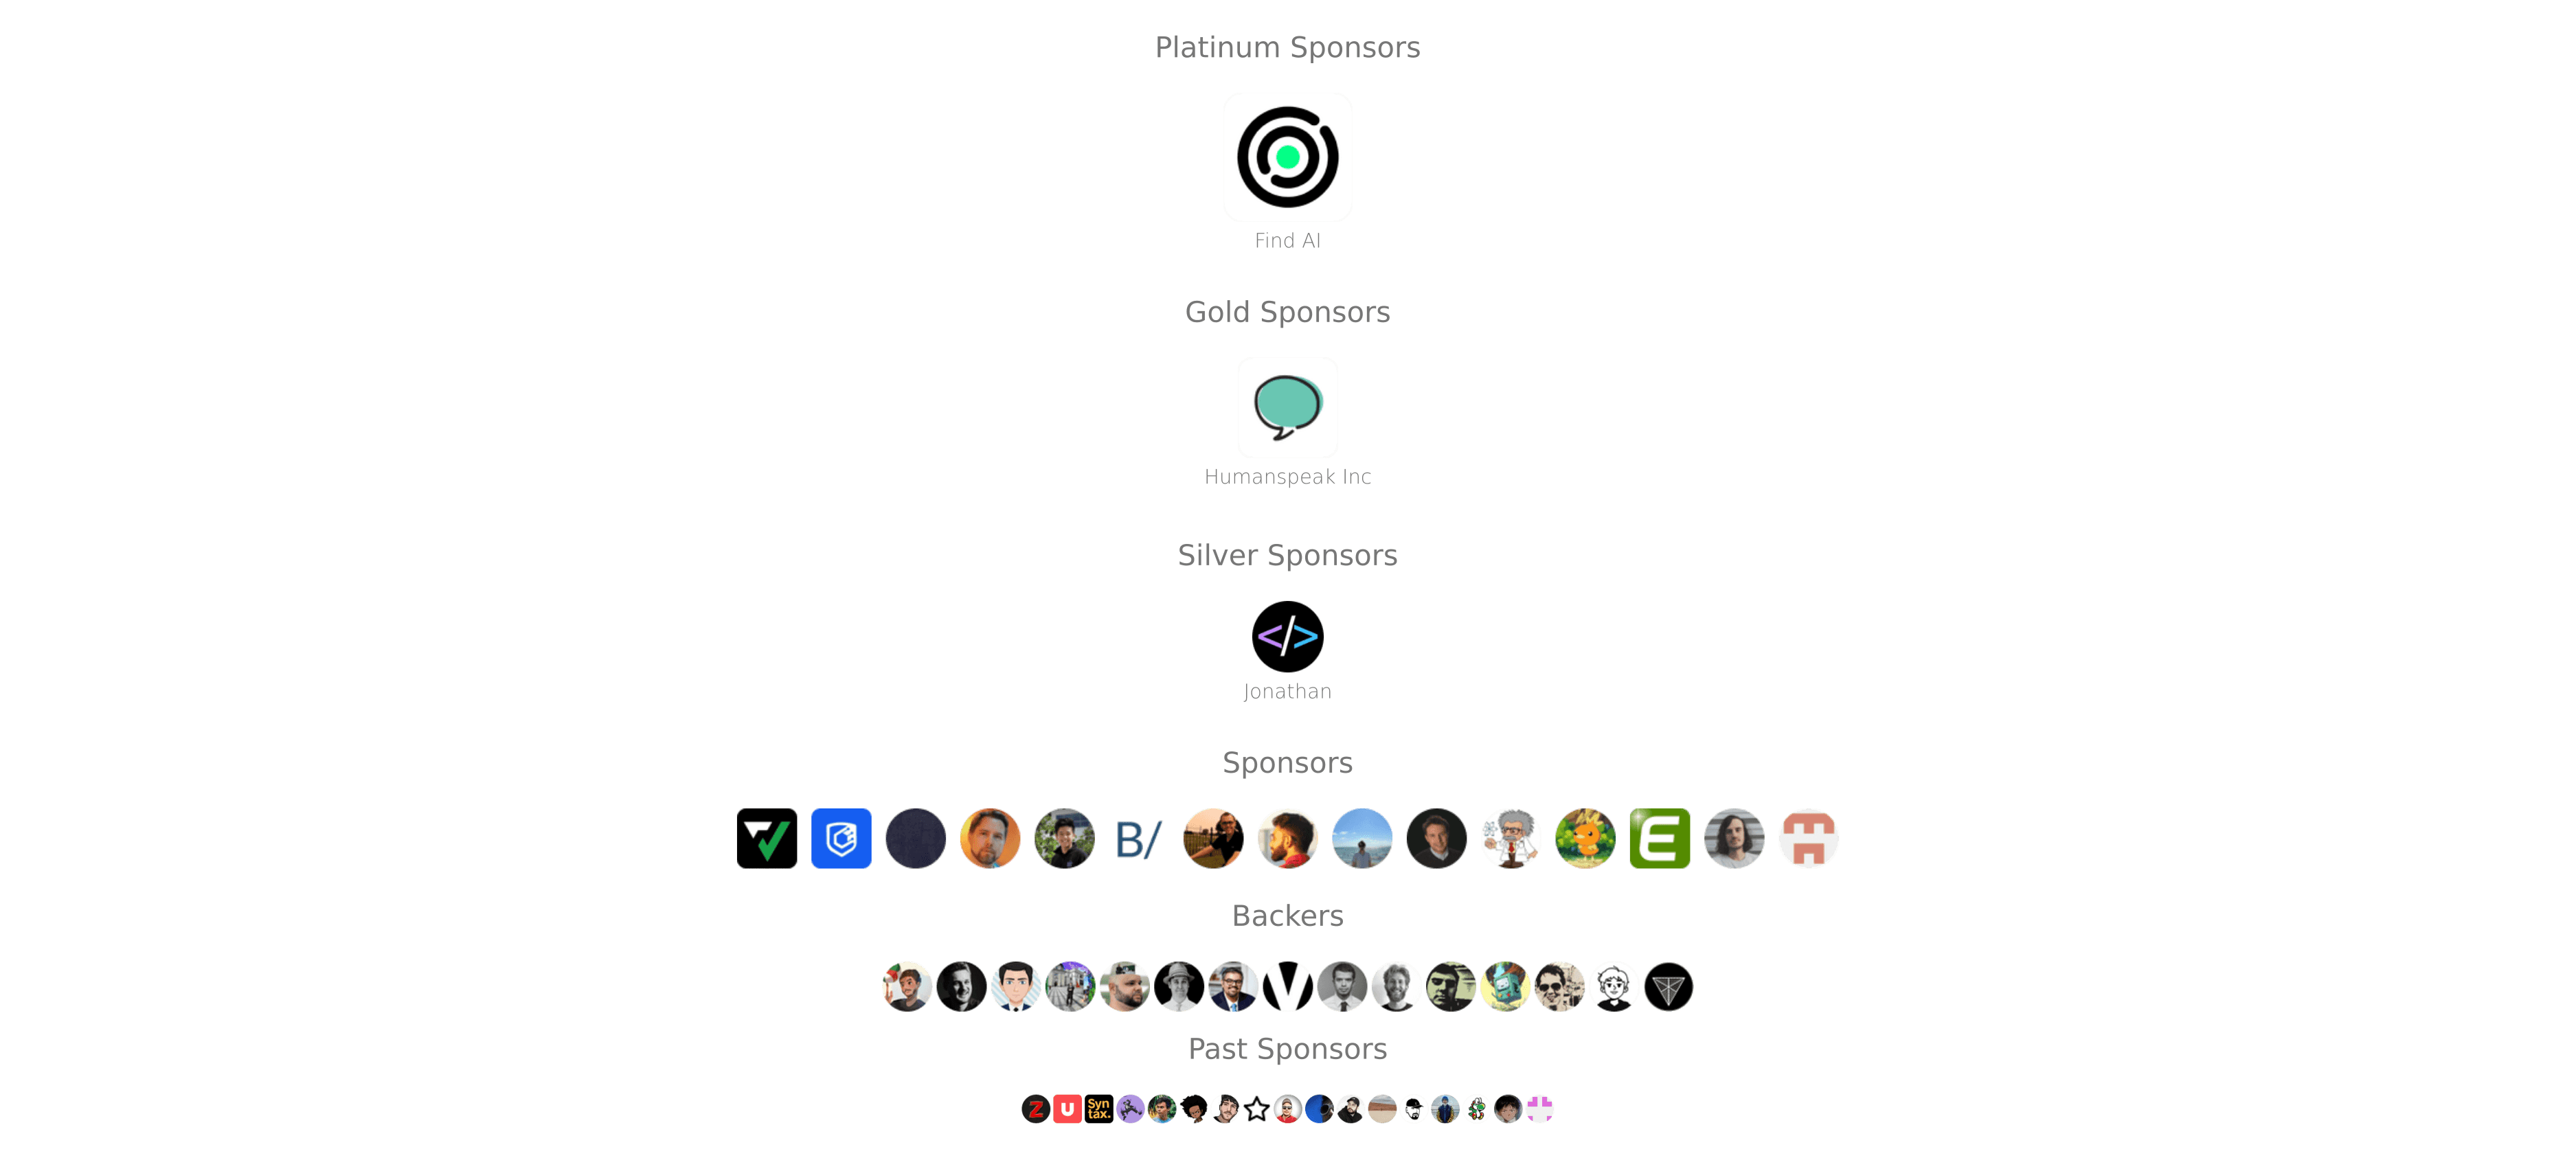 Platinum Sponsors
Find AI
Gold Sponsors
Humanspeak Inc
Silver Sponsors
</>
Jonathan
Sponsors
B/
E
Backers
Past Sponsors
Z
U
Syn
tax.